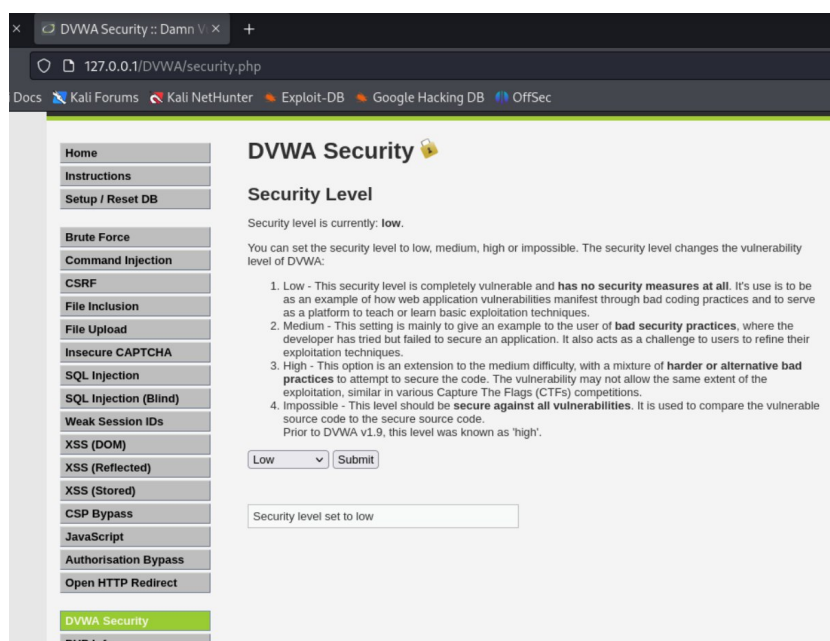 DVWA Security :: Damn V
127.0.0.1/DVWA/security.php
Docs Kali Forums Kali NetHunter Exploit-DB Google Hacking DB OffSec
Home
Instructions
Setup / Reset DB
Brute Force
Command Injection
CSRF
File Inclusion
File Upload
Insecure CAPTCHA
SQL Injection
SQL Injection (Blind)
Weak Session IDs
XSS (DOM)
XSS (Reflected)
XSS (Stored)
CSP Bypass
JavaScript
Authorisation Bypass
Open HTTP Redirect
DVWA Security
DVWA Security
Security Level
Security level is currently: low.
You can set the security level to low, medium, high or impossible. The security level changes the vulnerability
level of DVWA:
1. Low - This security level is completely vulnerable and has no security measures at all. It's use is to be
as an example of how web application vulnerabilities manifest through bad coding practices and to serve
as a platform to teach or learn basic exploitation techniques.
2. Medium - This setting is mainly to give an example to the user of bad security practices, where the
developer has tried but failed to secure an application. It also acts as a challenge to users to refine their
exploitation techniques.
3. High - This option is an extension to the medium difficulty, with a mixture of harder or alternative bad
practices to attempt to secure the code. The vulnerability may not allow the same extent of the
exploitation, similar in various Capture The Flags (CTFs) competitions.
4. Impossible - This level should be secure against all vulnerabilities. It is used to compare the vulnerable
source code to the secure source code.
Prior to DVWA v1.9, this level was known as 'high'.
Low Submit
Security level set to low